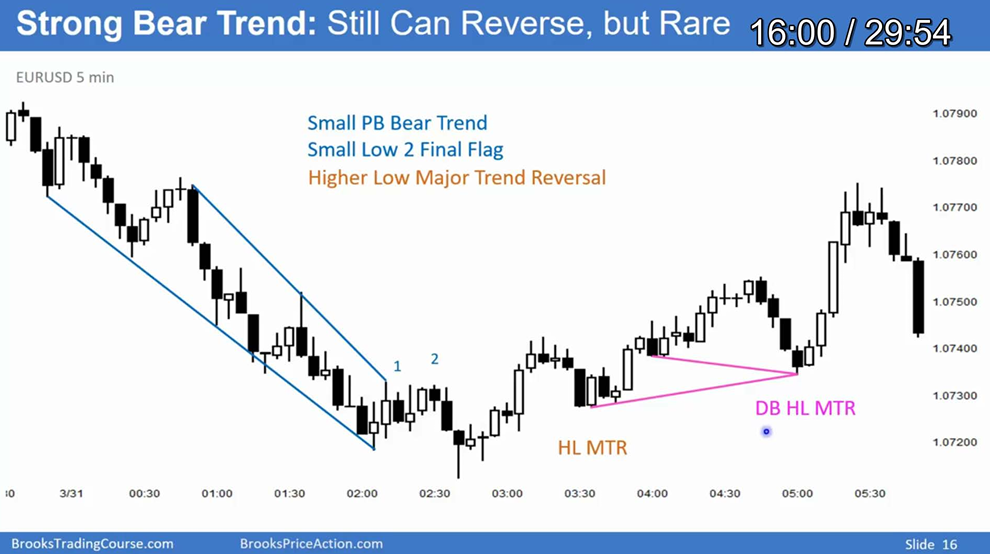 Strong Bear Trend: Still Can Reverse, but Rare
16:00 / 29:54
EURUSD 5 min
Small PB Bear Trend
Small Low 2 Final Flag
Higher Low Major Trend Reversal
1.07900
1.07800
1.07700
1.07600
1.07500
1.07400
1.07300
1.07200
1
2
DB HL MTR
HL MTR
3/31
00:30
01:00
01:30
02:00
02:30
03:00
03:30
04:00
04:30
05:00
05:30
BrooksTradingCourse.com
BrooksPriceAction.com
Slide 16